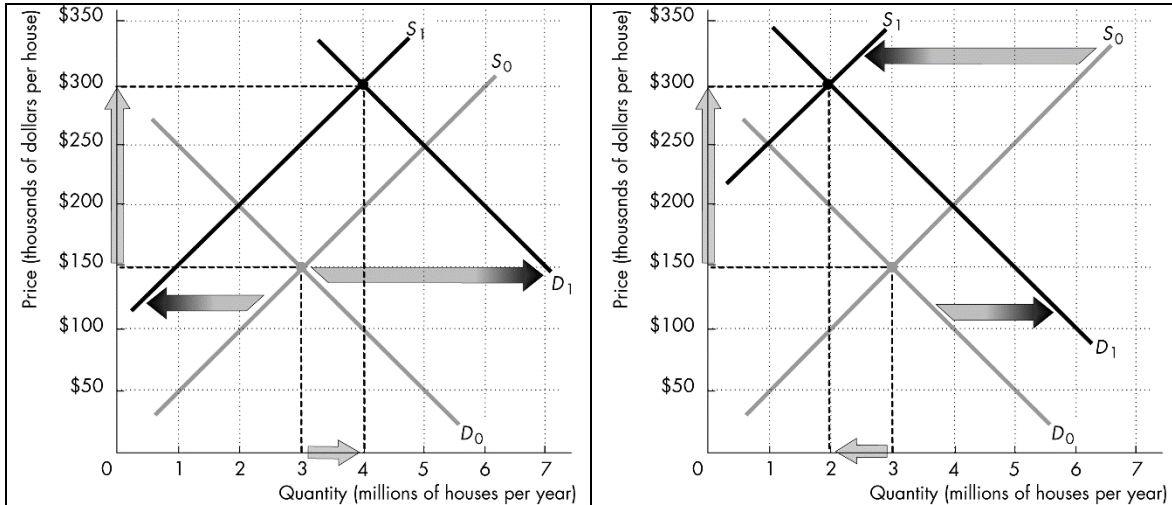 Price (thousands of dollars per house)
$350
$300
$250
$200
$150
$100
$50
0 1 2 3 4 5 6 7
Quantity (millions of houses per year)
S1
S0
D1
D0
Price (thousands of dollars per house)
$350
$300
$250
$200
$150
$100
$50
0 1 2 3 4 5 6 7
Quantity (millions of houses per year)
S1
S0
D1
D0